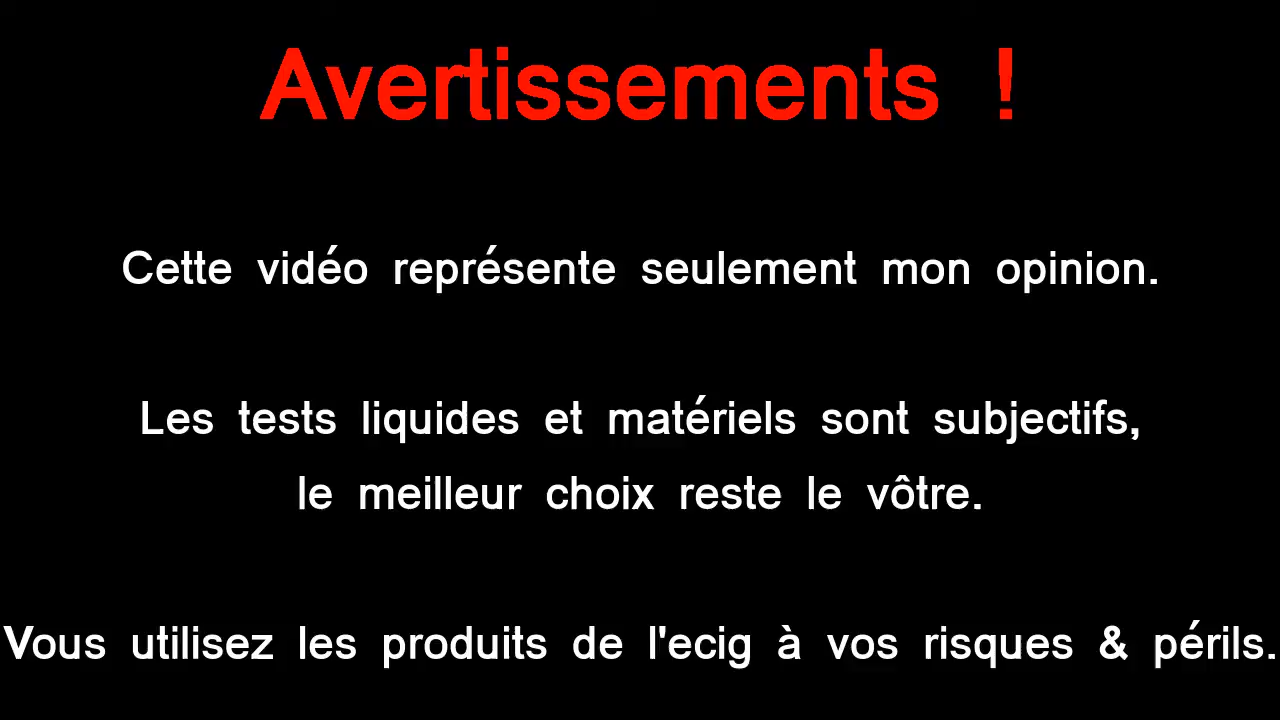 Avertissements !
Cette vidéo représente seulement mon opinion.
Les tests liquides et matériels sont subjectifs,
le meilleur choix reste le vôtre.
Vous utilisez les produits de l'ecig à vos risques & périls.